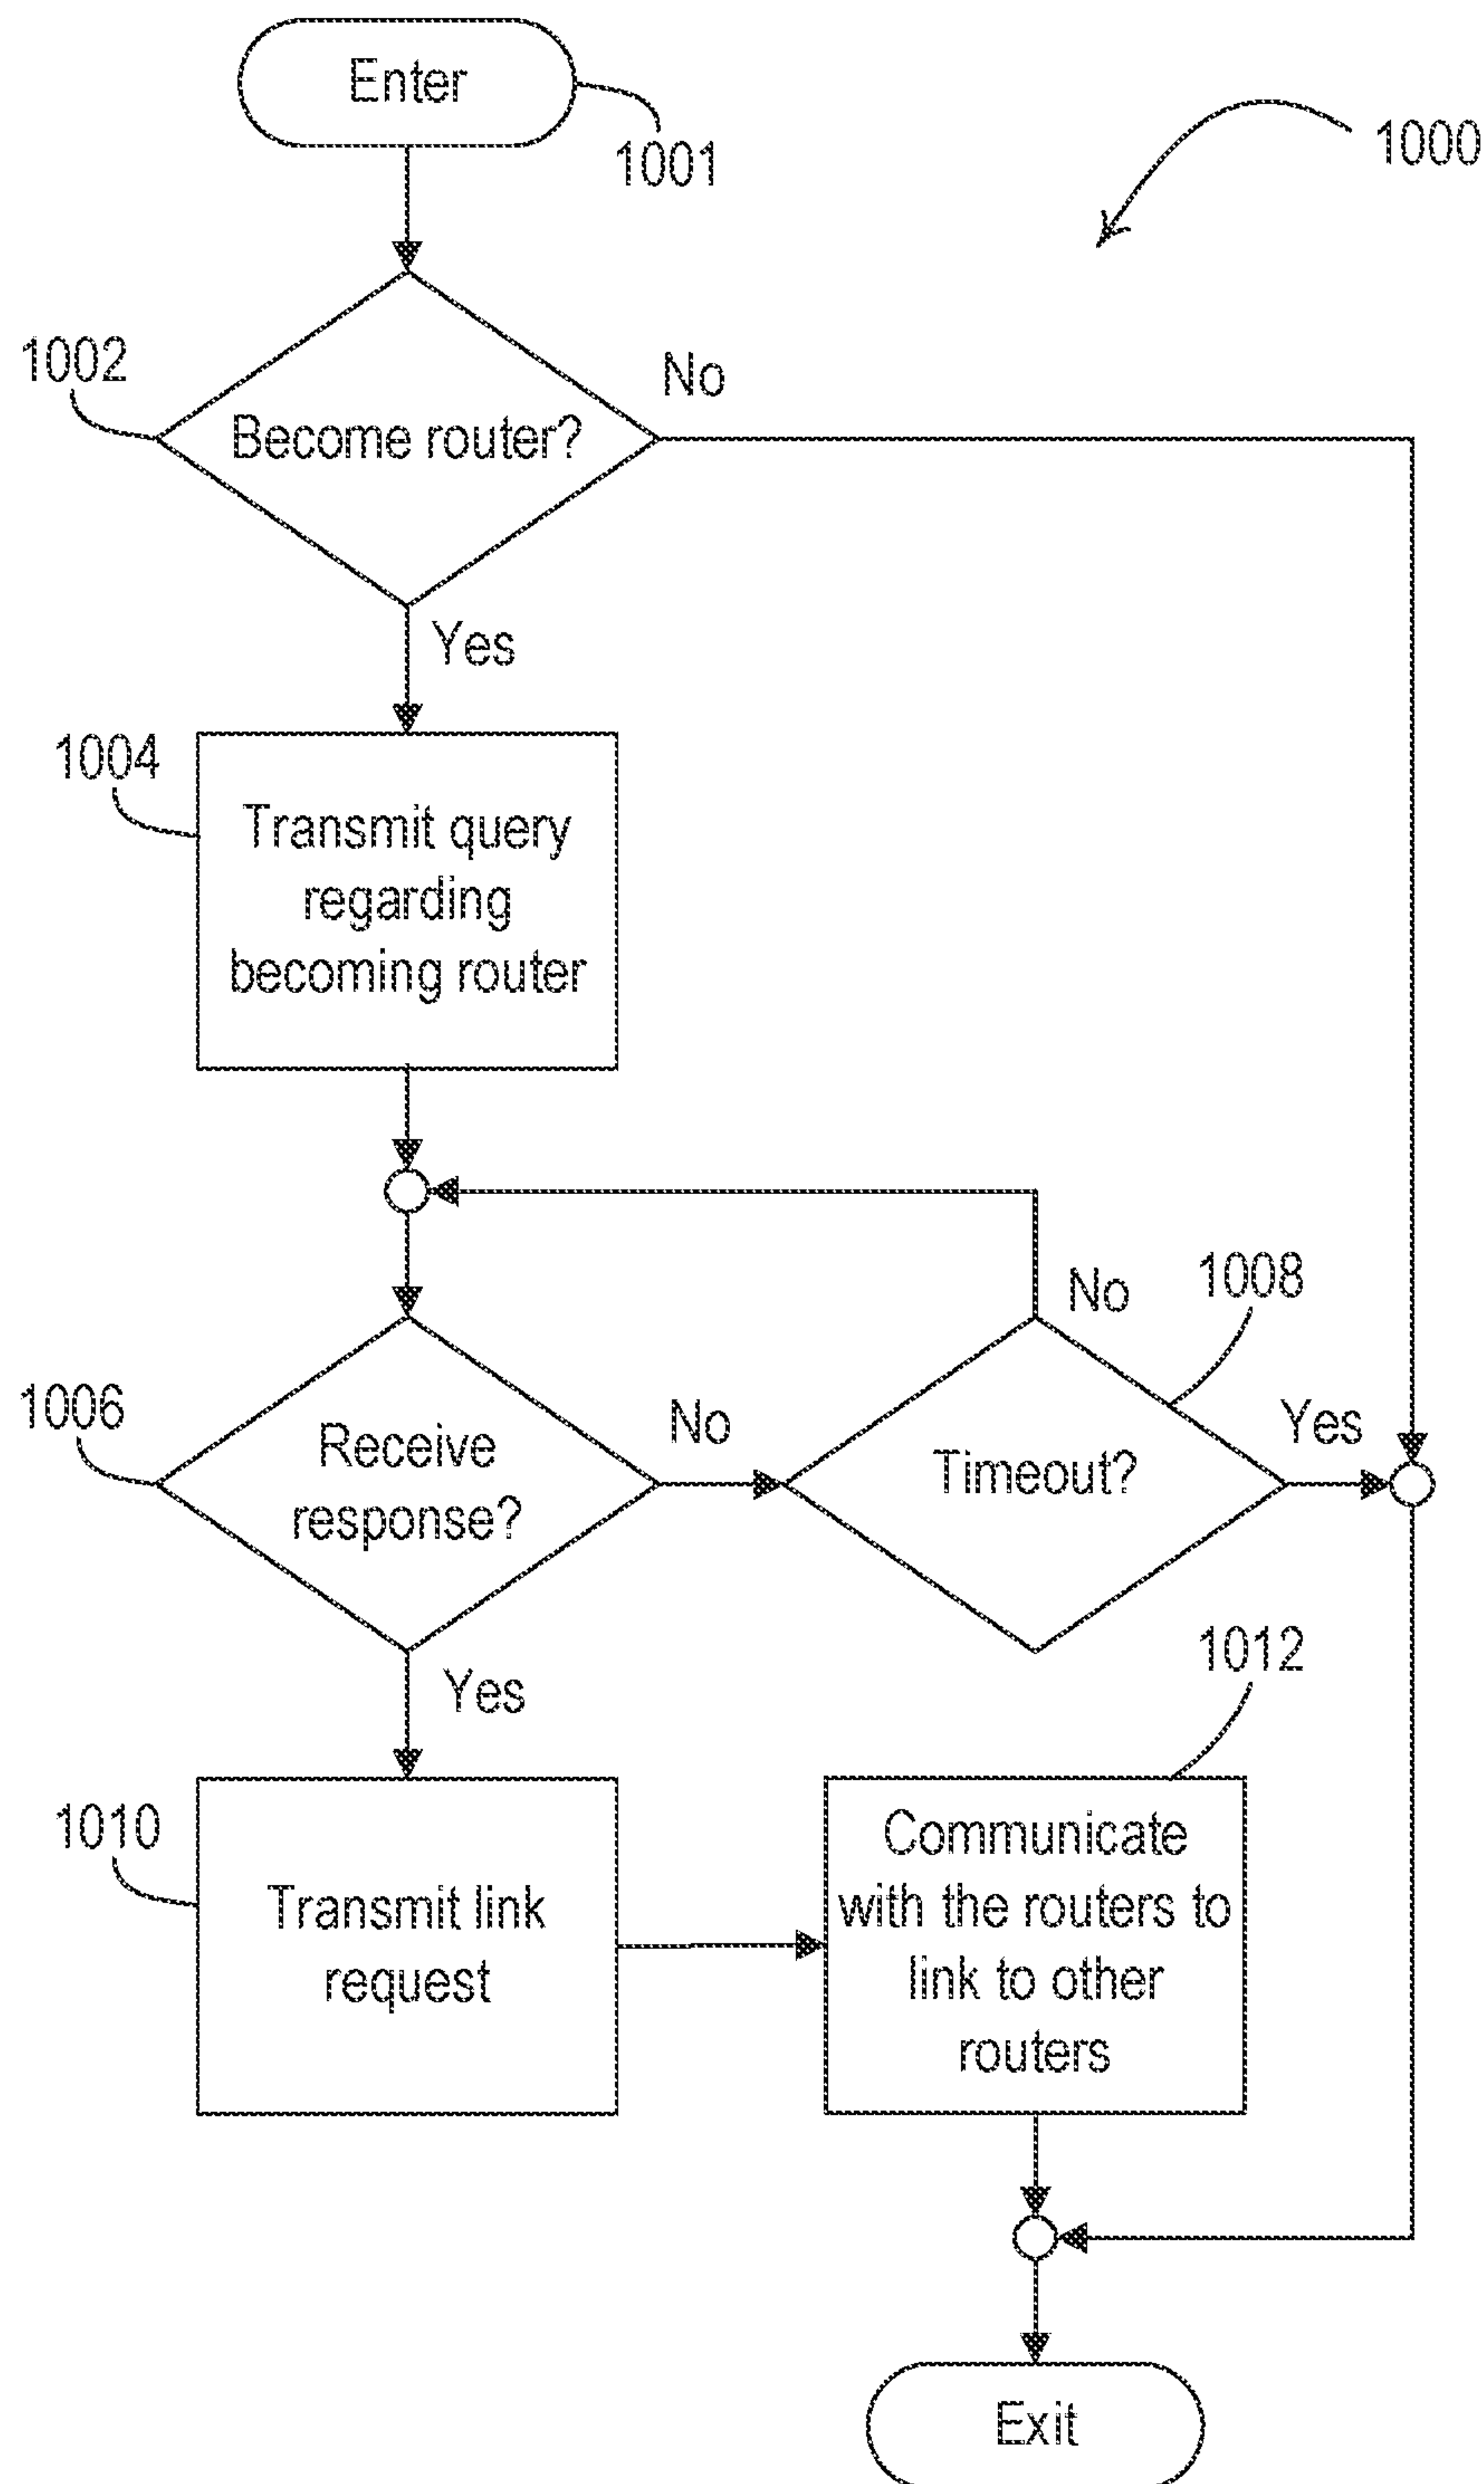 Enter
1001
1000
1002
No
Become router?
Yes
1004
Transmit query
regarding
becoming router
1008
No
1006
No
Yes
Receive
response?
Timeout?
1012
Yes
1010
Communicate
with the routers to
link to other
routers
Transmit link
request
Exit